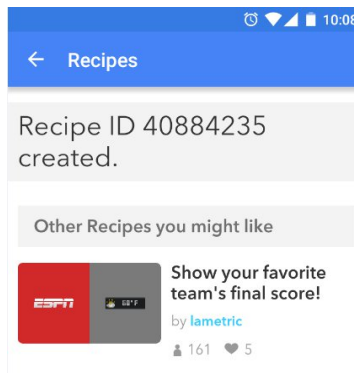 10:08
Recipes
Recipe ID 40884235
created.
Other Recipes you might like
ESPN
Show your favorite
team's final score!
by lametric
161 5